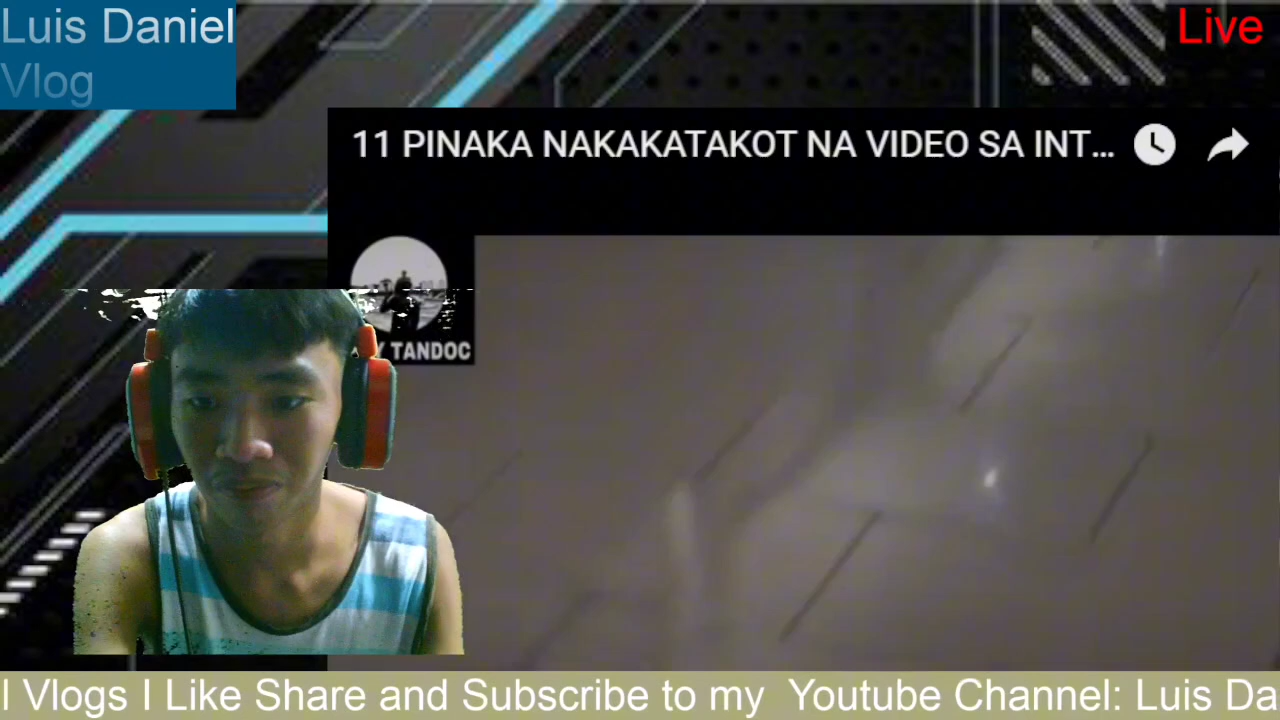 Luis Daniel
Vlog
Live
11 PINAKA NAKAKATAKOT NA VIDEO SA INT...
Y TANDOC
l Vlogs I Like Share and Subscribe to my Youtube Channel: Luis Da